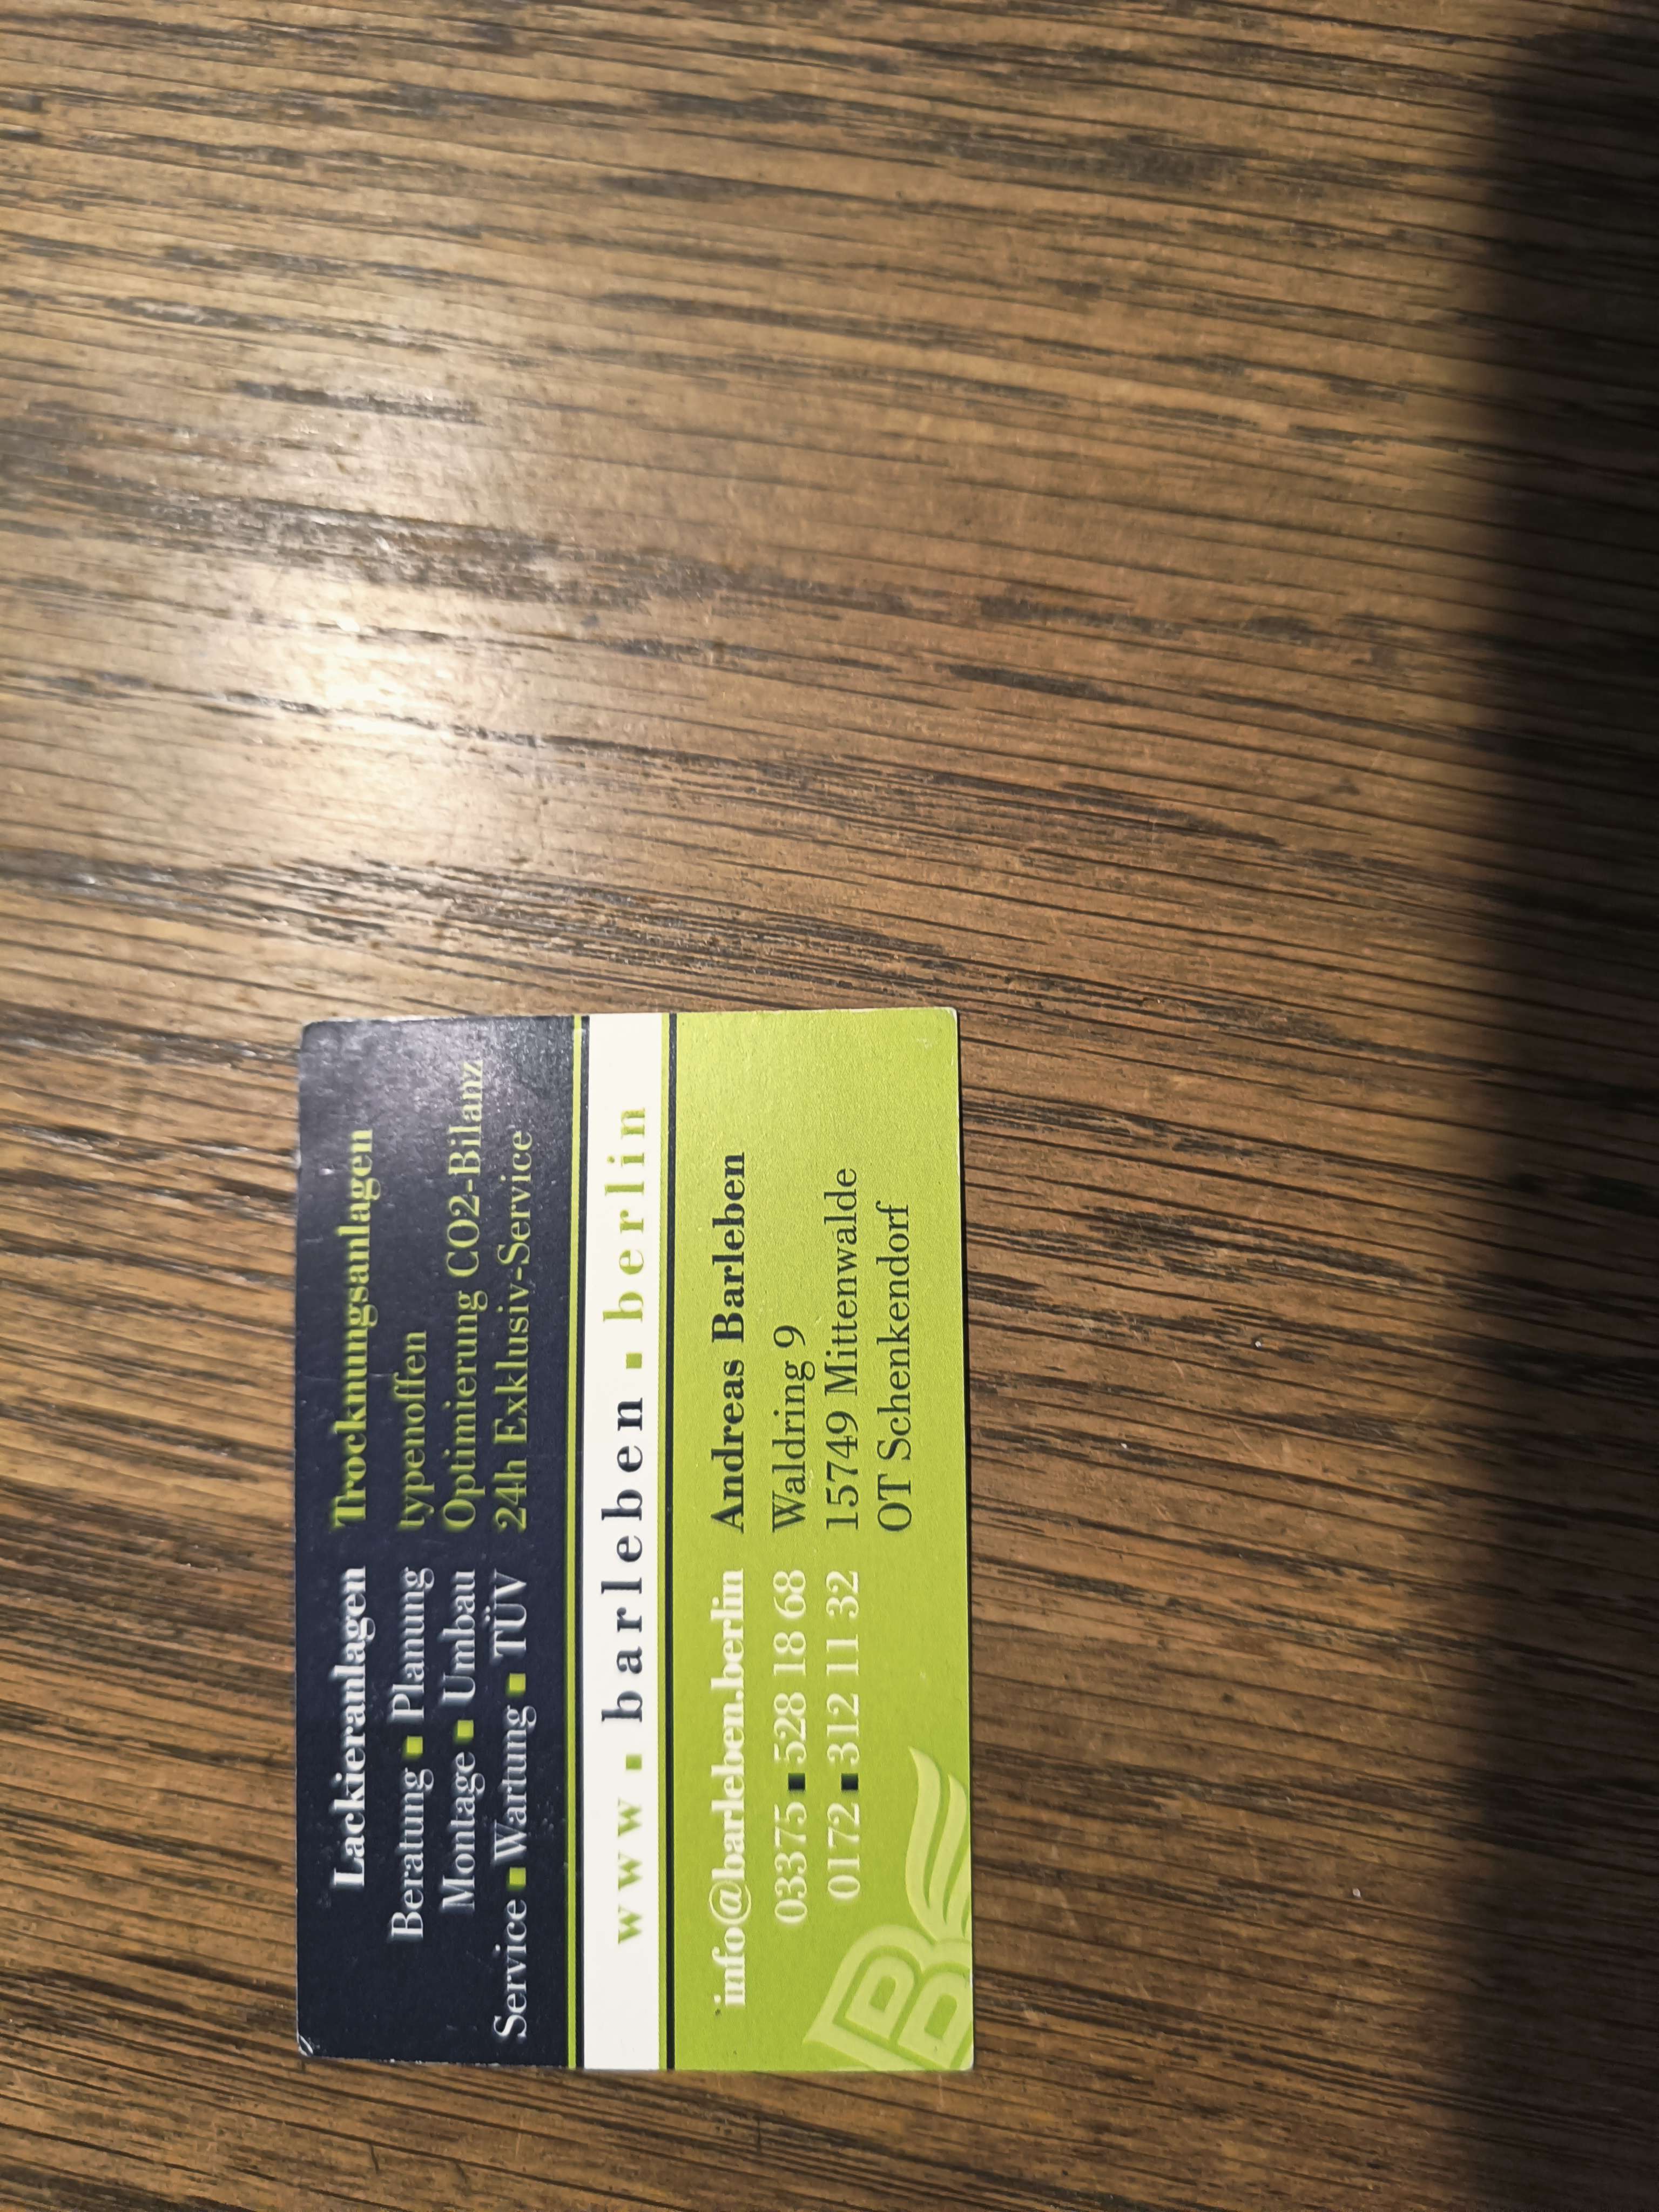 Lackieranlagen Trocknungsanlagen
Beratung ▪ Planung typenoffen
Montage ▪ Umbau Optimierung CO2-Bilanz
Service ▪ Wartung ▪ TÜV 24h Exklusiv-Service
www ▪ barleben ▪ berlin
info@barleben.berlin Andreas Barleben
03375 ▪ 528 18 68 Waldring 9
0172 ▪ 312 11 32 15749 Mittenwalde
OT Schenkendorf
B